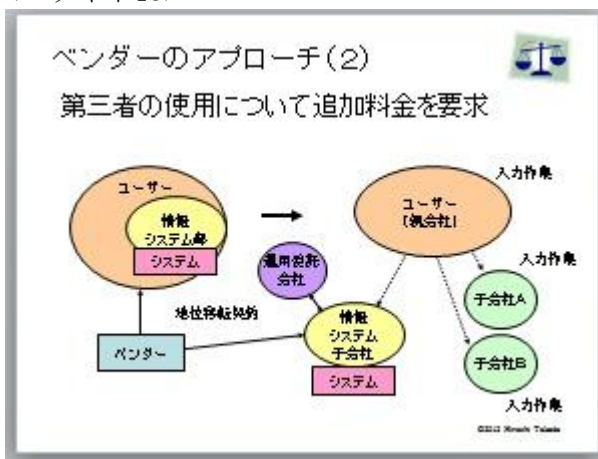 ベンダーのアプローチ(2)
第三者の使用について追加料金を要求
ユーザー
情報
システム部
システム
ベンダー
地位移転契約
運用委託
会社
情報
システム
子会社
システム
ユーザー
(親会社)
入力作業
入力作業
子会社A
子会社B
入力作業